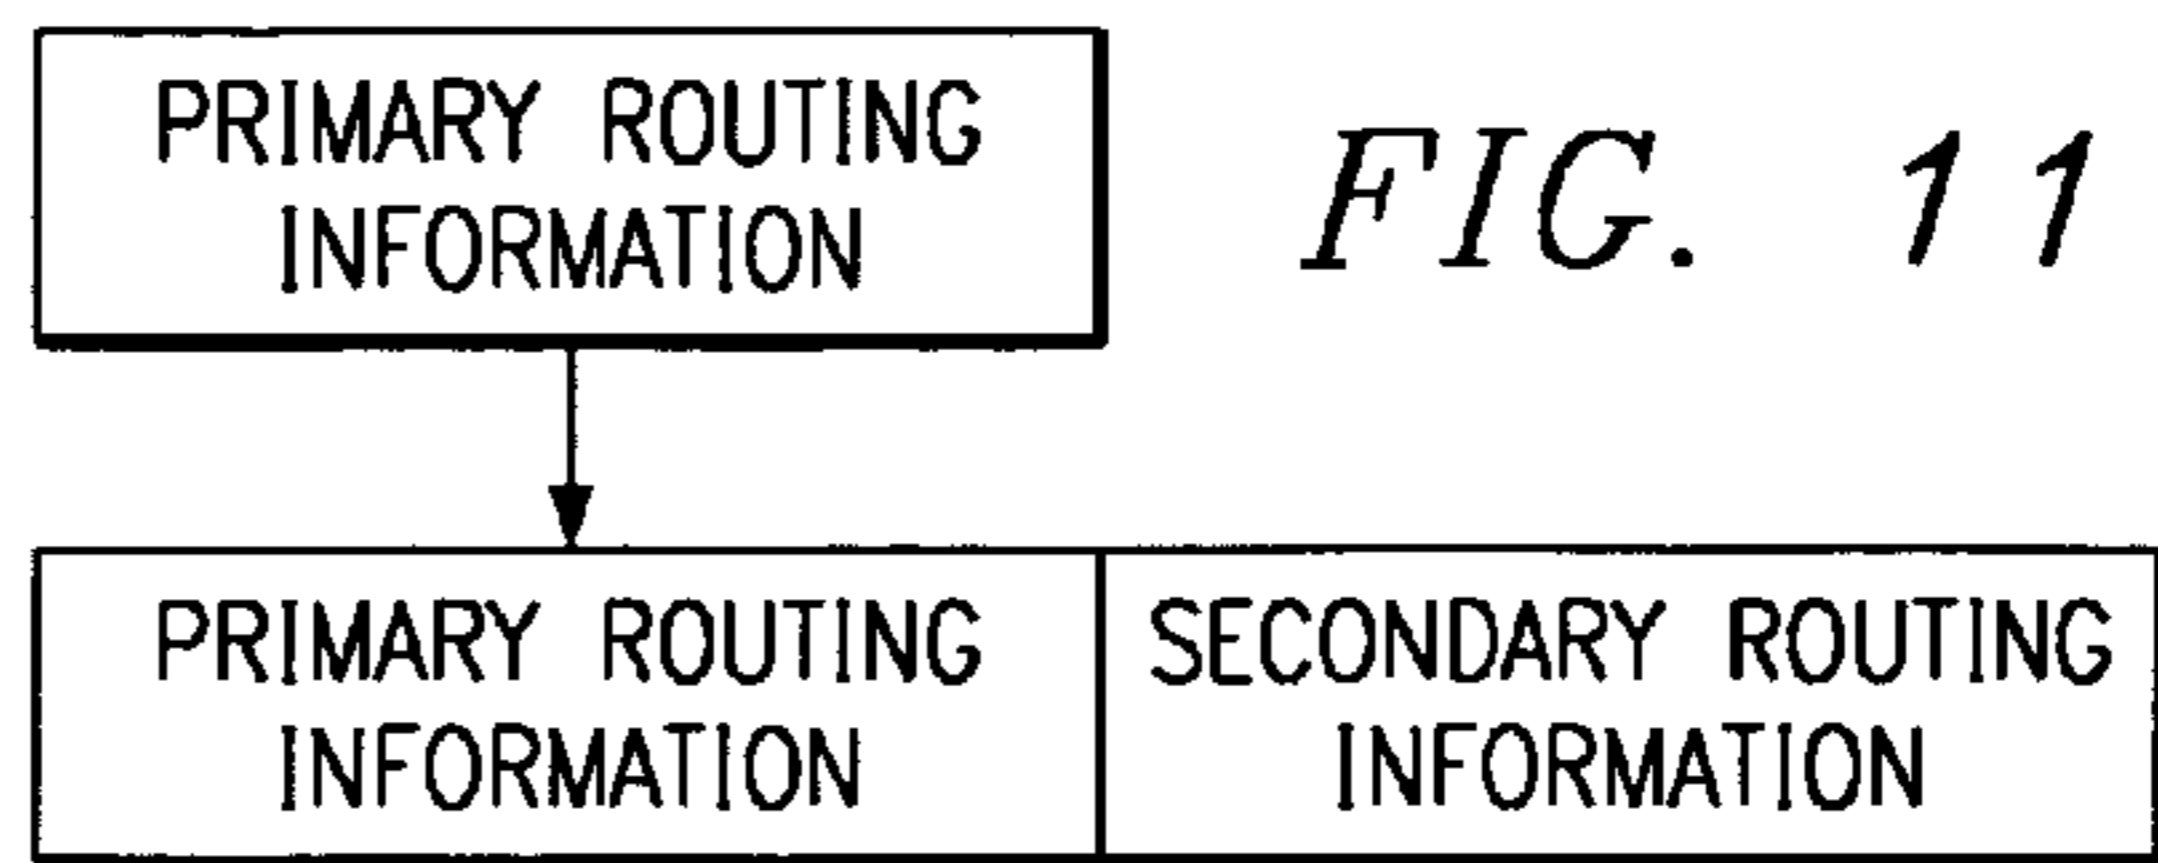 PRIMARY ROUTING
INFORMATION
FIG. 11
PRIMARY ROUTING
INFORMATION
SECONDARY ROUTING
INFORMATION